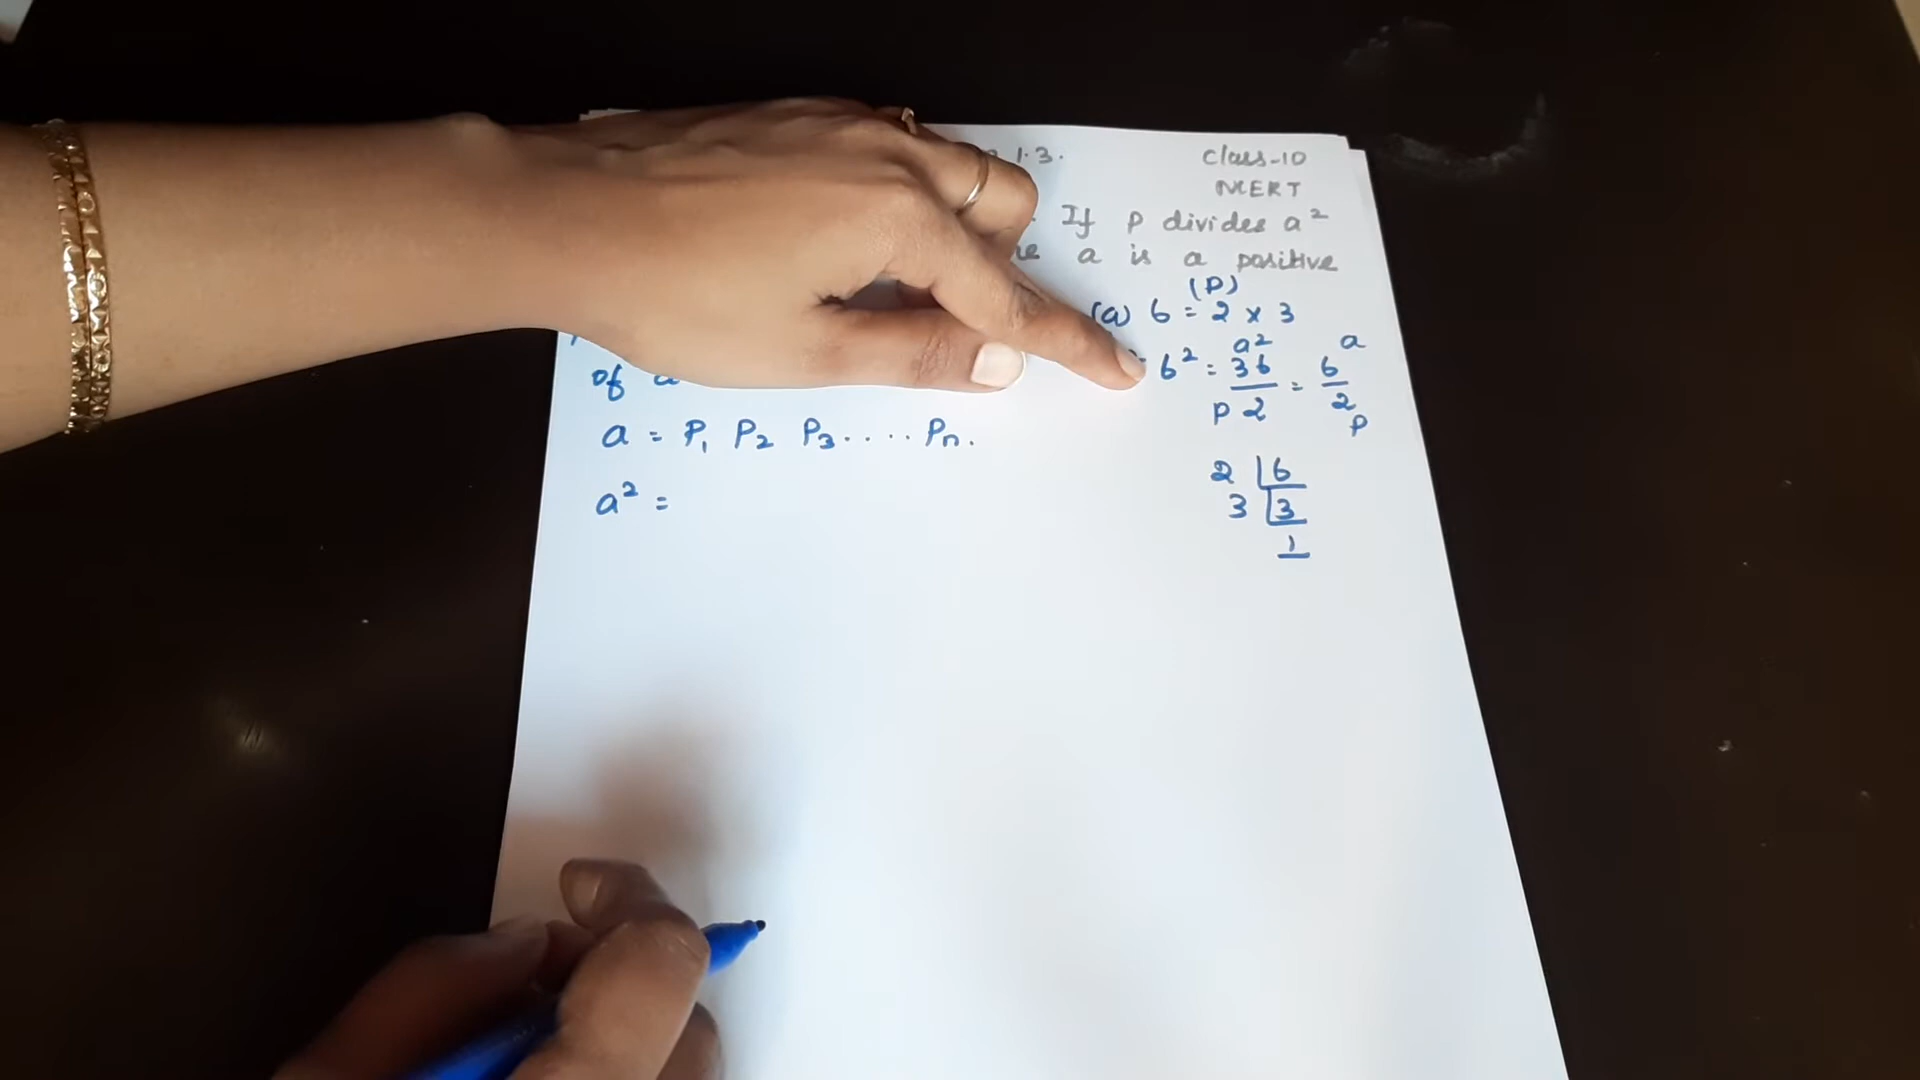 1.3.
Class-10
NCERT
If P divides a²
a is a positive
(P)
(a) 6 = 2 x 3
a² a
6² = 36/2 = 6/2
P P
of a
a = P₁ P₂ P₃ . . . . Pn.
a² =
2 | 6
3 | 3
1